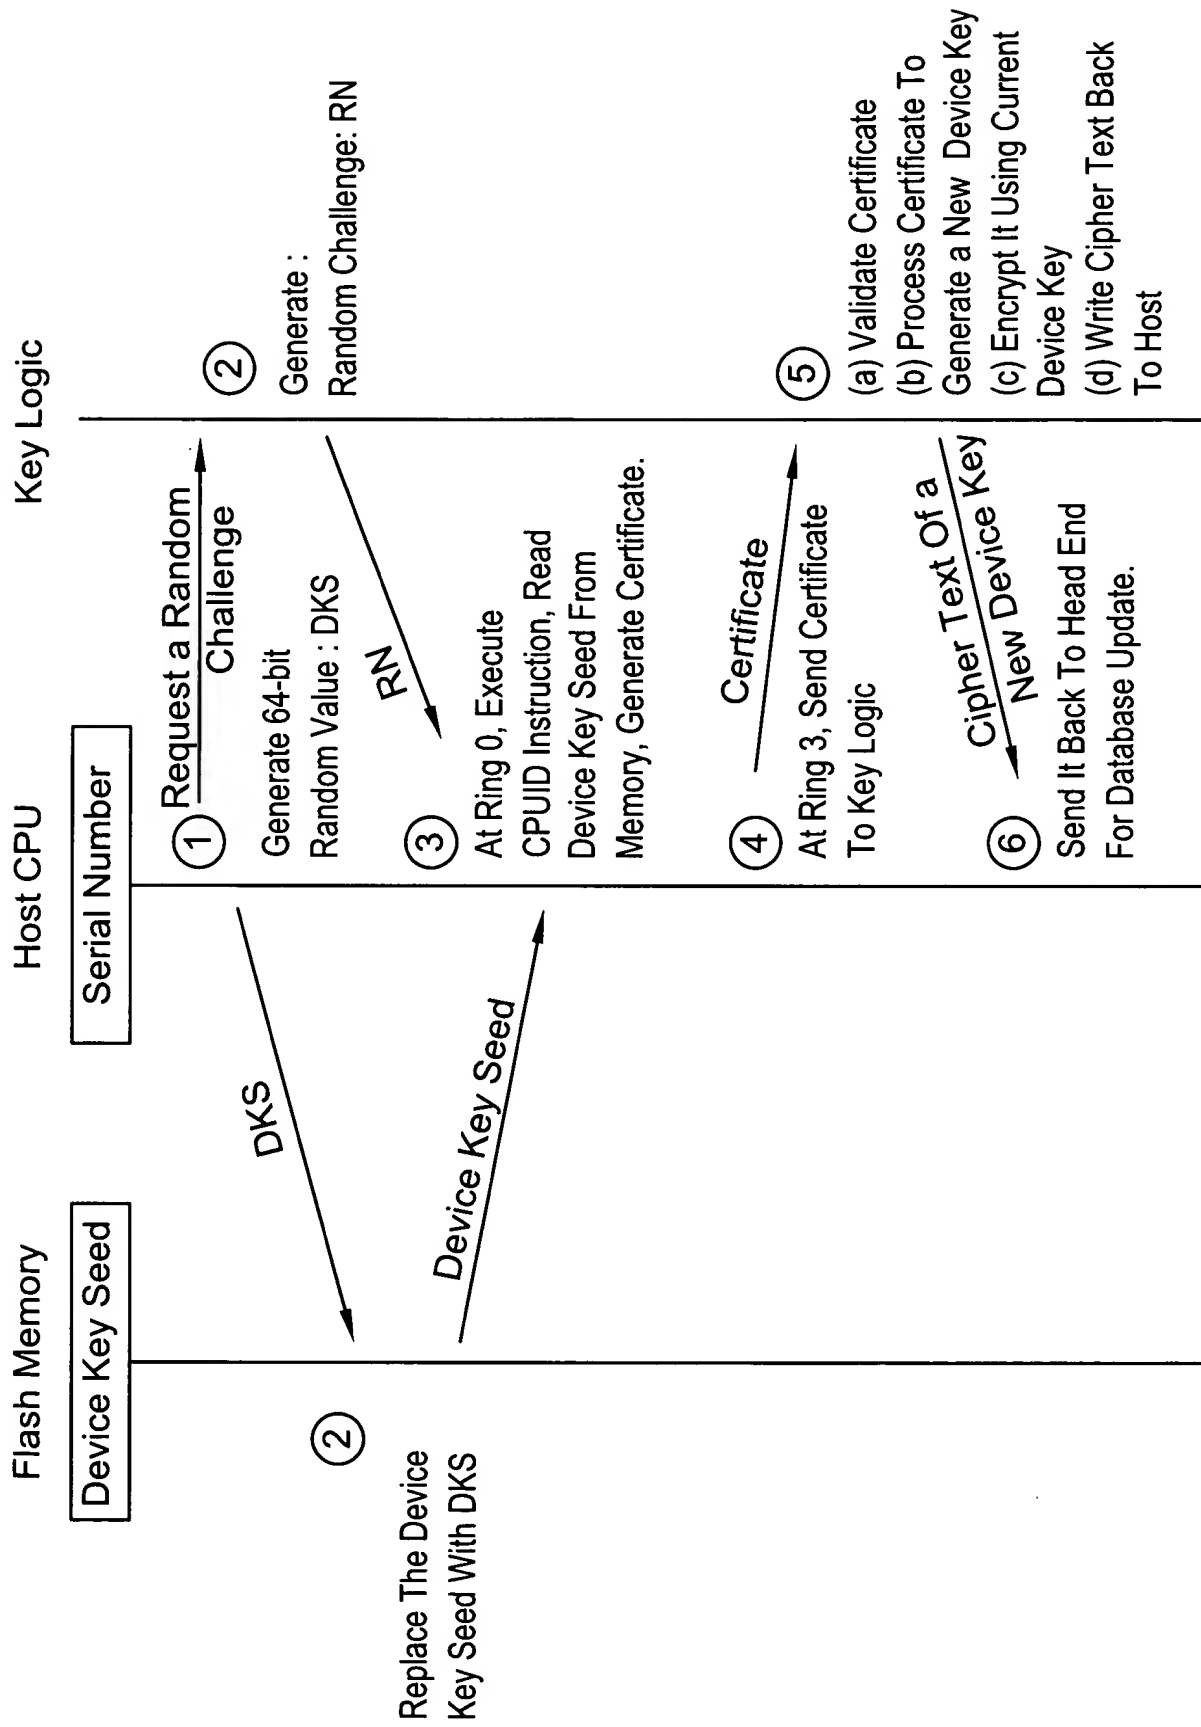 Flash Memory
Host CPU
Key Logic
Device Key Seed
Serial Number
1
Request a Random
Challenge
Generate 64-bit
Random Value : DKS
DKS
2
Replace The Device
Key Seed With DKS
2
Generate :
Random Challenge: RN
RN
Device Key Seed
3
At Ring 0, Execute
CPUID Instruction, Read
Device Key Seed From
Memory, Generate Certificate.
4
At Ring 3, Send Certificate
To Key Logic
Certificate
5
(a) Validate Certificate
(b) Process Certificate To
Generate a New Device Key
(c) Encrypt It Using Current
Device Key
(d) Write Cipher Text Back
To Host
Cipher Text Of a
New Device Key
6
Send It Back To Head End
For Database Update.